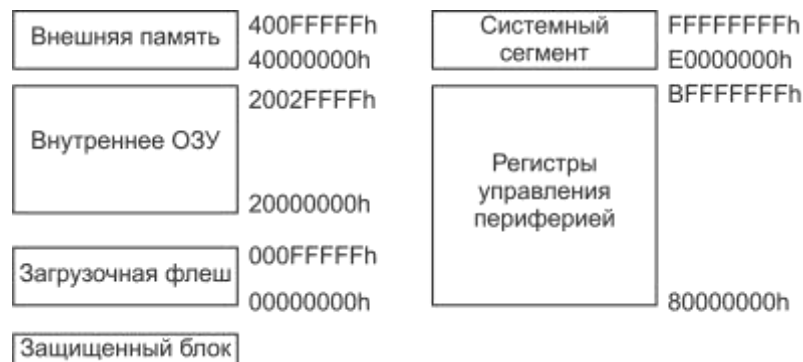 Внешняя память
400FFFFFh
40000000h
Внутреннее ОЗУ
2002FFFFh
20000000h
Загрузочная флеш
000FFFFFh
00000000h
Защищенный блок
Системный
сегмент
FFFFFFFFh
E0000000h
Регистры
управления
периферией
BFFFFFFFh
80000000h